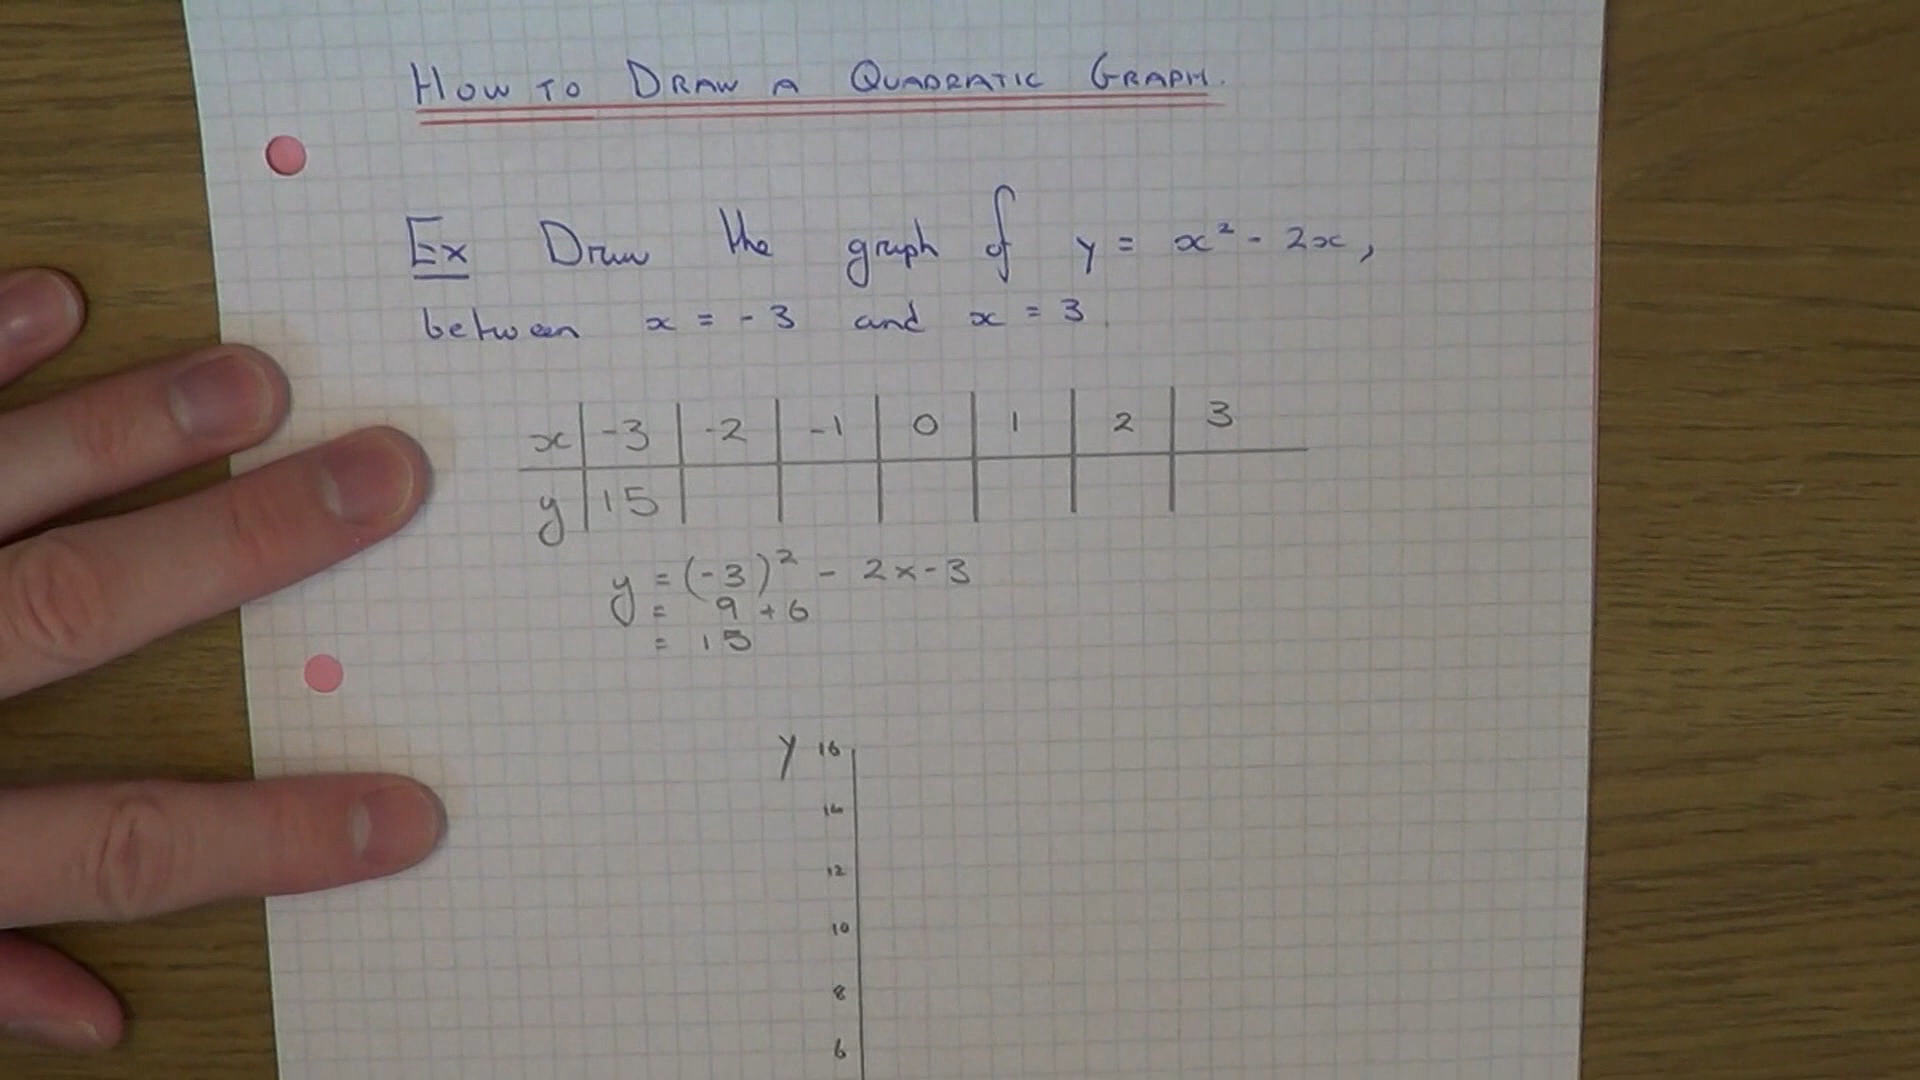 HOW TO DRAW A QUADRATIC GRAPH.
Ex Draw the graph of y = x² - 2x,
between x = -3 and x = 3.
x -3 -2 -1 0 1 2 3
y 15
y = (-3)² - 2x-3
= 9 + 6
= 15
y 16
14
12
10
8
6